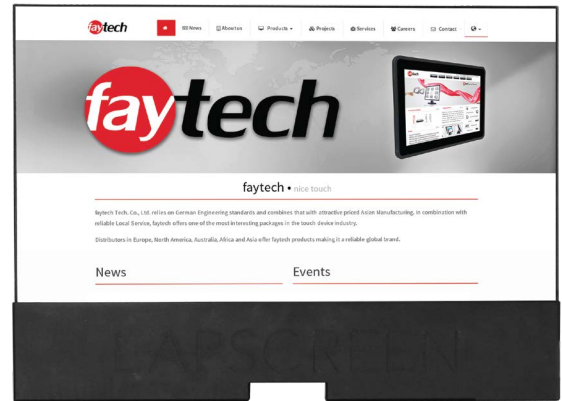 faytech
News
About us
Products
Projects
Services
Careers
Contact
faytech
faytech • nice touch
faytech Tech. Co., Ltd. relies on German Engineering standards and combines that with attractive priced Asian Manufacturing, in combination with
reliable Local Service, faytech offers one of the most interesting packages in the touch device industry.
Distributors in Europe, North America, Australia, Africa and Asia offer faytech products making it a reliable global brand.
News
Events
LAPSCREEN